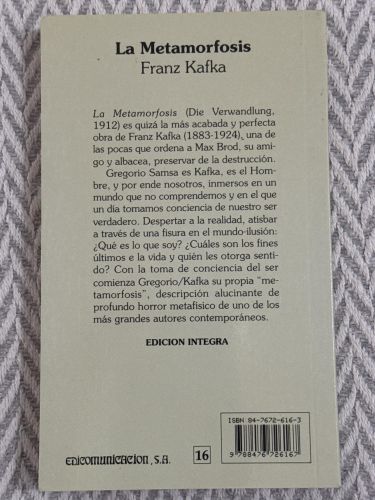 La Metamorfosis
Franz Kafka
La Metamorfosis (Die Verwandlung,
1912) es quizá la más acabada y perfecta
obra de Franz Kafka (1883-1924), una de
las pocas que ordena a Max Brod, su ami-
go y albacea, preservar de la destrucción.
Gregorio Samsa es Kafka, es el Hom-
bre, y por ende nosotros, inmersos en un
mundo que no comprendemos y en el que
un día tomamos conciencia de nuestro ser
verdadero. Despertar a la realidad, atisbar
a través de una fisura en el mundo-ilusión:
¿Qué es lo que soy? ¿Cuáles son los fines
últimos e la vida y quién les otorga senti-
do? Con la toma de conciencia del ser
comienza Gregorio/Kafka su propia "me-
tamorfosis", descripción alucinante de
profundo horror metafísico de uno de los
más grandes autores contemporáneos.
EDICION INTEGRA
ISBN 84-7672-616-3
9 788476 726167
EDICOMUNICACION, S.A.
16